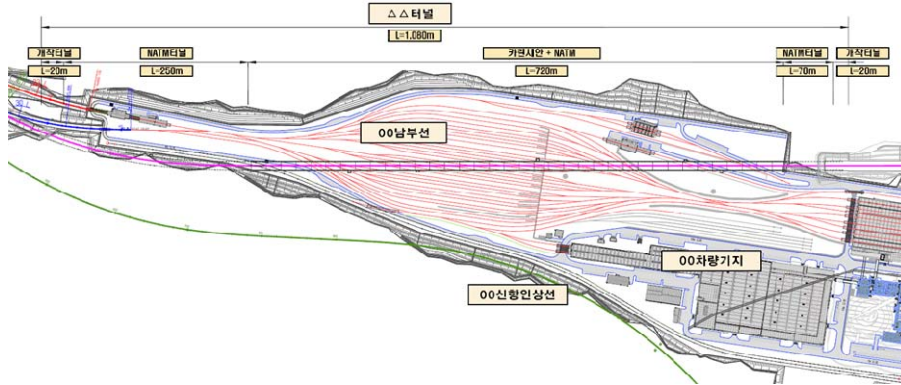 △△터널
L=1,080m
개착터널
NATM터널
카린시안 + NATM
NATM터널
개착터널
L=20m
L=250m
L=720m
L=70m
L=20m
00남부선
00차량기지
00신항인상선